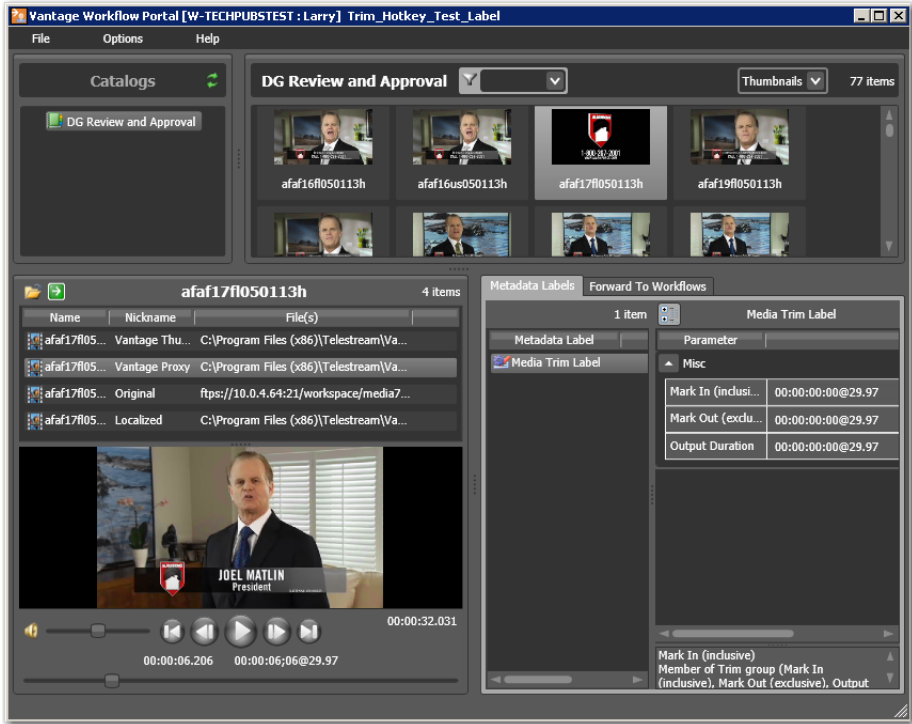 Vantage Workflow Portal [W-TECHPUBSTEST : Larry] Trim_Hotkey_Test_Label
File Options Help
Catalogs
DG Review and Approval
DG Review and Approval
Thumbnails
77 items
1-800-207-2001
afaf16fl050113h
afaf16us050113h
afaf17fl050113h
afaf19fl050113h
afaf17fl050113h
4 items
Name Nickname File(s)
afaf17fl05... Vantage Thu... C:\Program Files (x86)\Telestream\Va...
afaf17fl05... Vantage Proxy C:\Program Files (x86)\Telestream\Va...
afaf17fl05... Original ftps://10.0.4.64:21/workspace/media7...
afaf17fl05... Localized C:\Program Files (x86)\Telestream\Va...
JOEL MATLIN
President
00:00:32.031
00:00:06.206 00:00:06;06@29.97
Metadata Labels Forward To Workflows
1 item
Metadata Label
Media Trim Label
Media Trim Label
Parameter
Misc
Mark In (inclusi... 00:00:00:00@29.97
Mark Out (exclu... 00:00:00:00@29.97
Output Duration 00:00:00:00@29.97
Mark In (inclusive)
Member of Trim group (Mark In
(inclusive), Mark Out (exclusive), Output